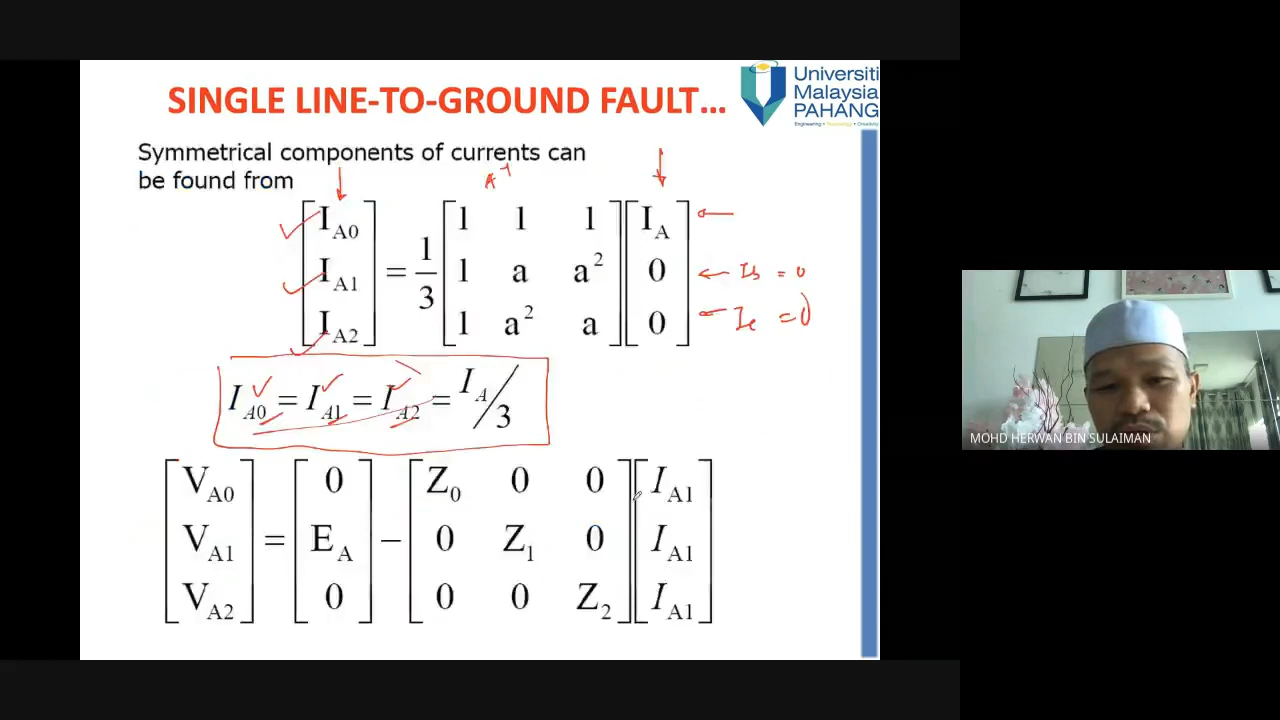 SINGLE LINE-TO-GROUND FAULT…
Universiti
Malaysia
PAHANG
Engineering • Technology • Creativity
Symmetrical components of currents can
be found from
A⁻¹
[I_A0] = 1/3 [1 1 1] [I_A]
[I_A1] [1 a a²] [0] ← Ib = 0
[I_A2] [1 a² a] [0] ← Ic = 0
I_A0 = I_A1 = I_A2 = I_A/3
[V_A0] [0] [Z_0 0 0] [I_A1]
[V_A1] = [E_A] − [0 Z_1 0] [I_A1]
[V_A2] [0] [0 0 Z_2] [I_A1]
MOHD HERWAN BIN SULAIMAN